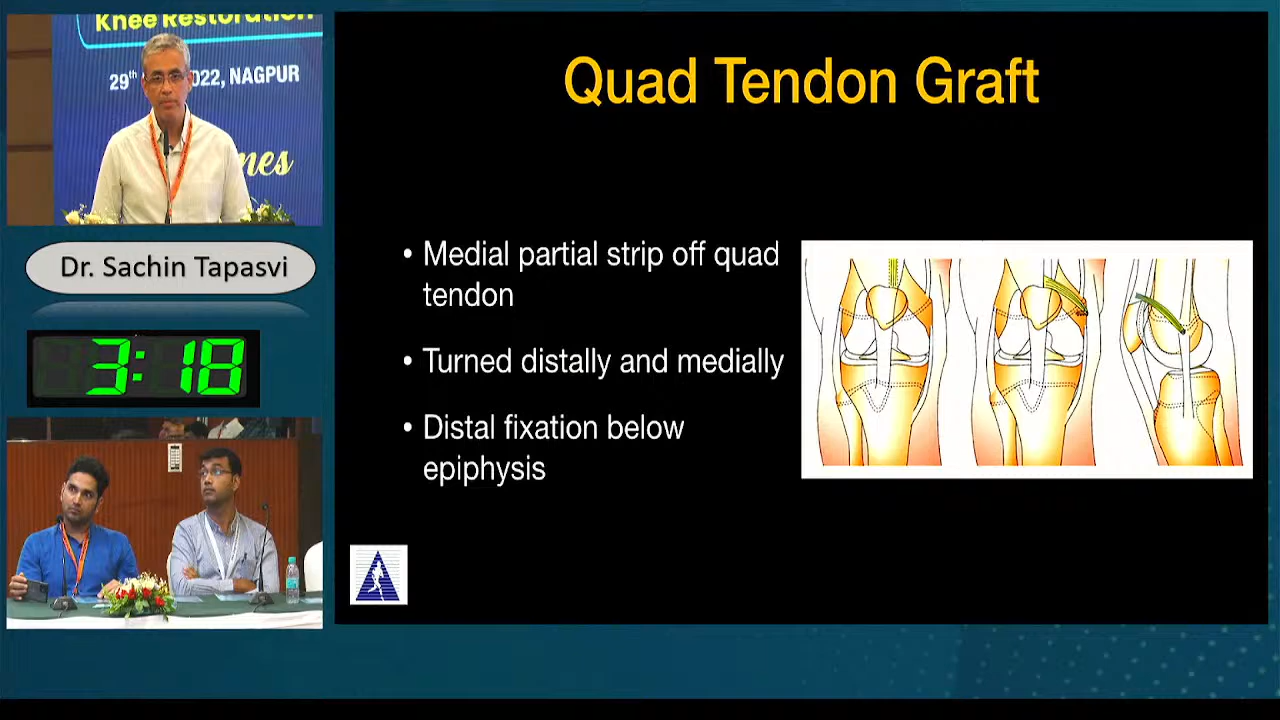 Knee Restoration
29th 2022, NAGPUR
Dr. Sachin Tapasvi
3:18
Quad Tendon Graft
• Medial partial strip off quad
tendon
• Turned distally and medially
• Distal fixation below
epiphysis